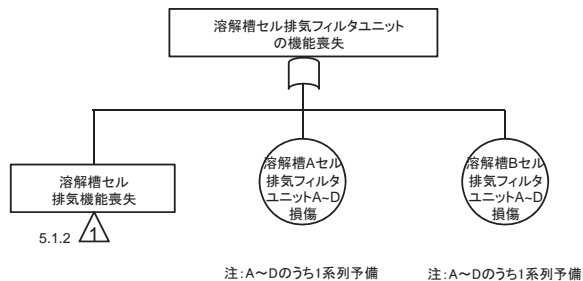 溶解槽セル排気フィルタユニット
の機能喪失
溶解槽セル
排気機能喪失
5.1.2
1
溶解槽Aセル
排気フィルタ
ユニットA~D
損傷
溶解槽Bセル
排気フィルタ
ユニットA~D
損傷
注:A~Dのうち1系列予備
注:A~Dのうち1系列予備